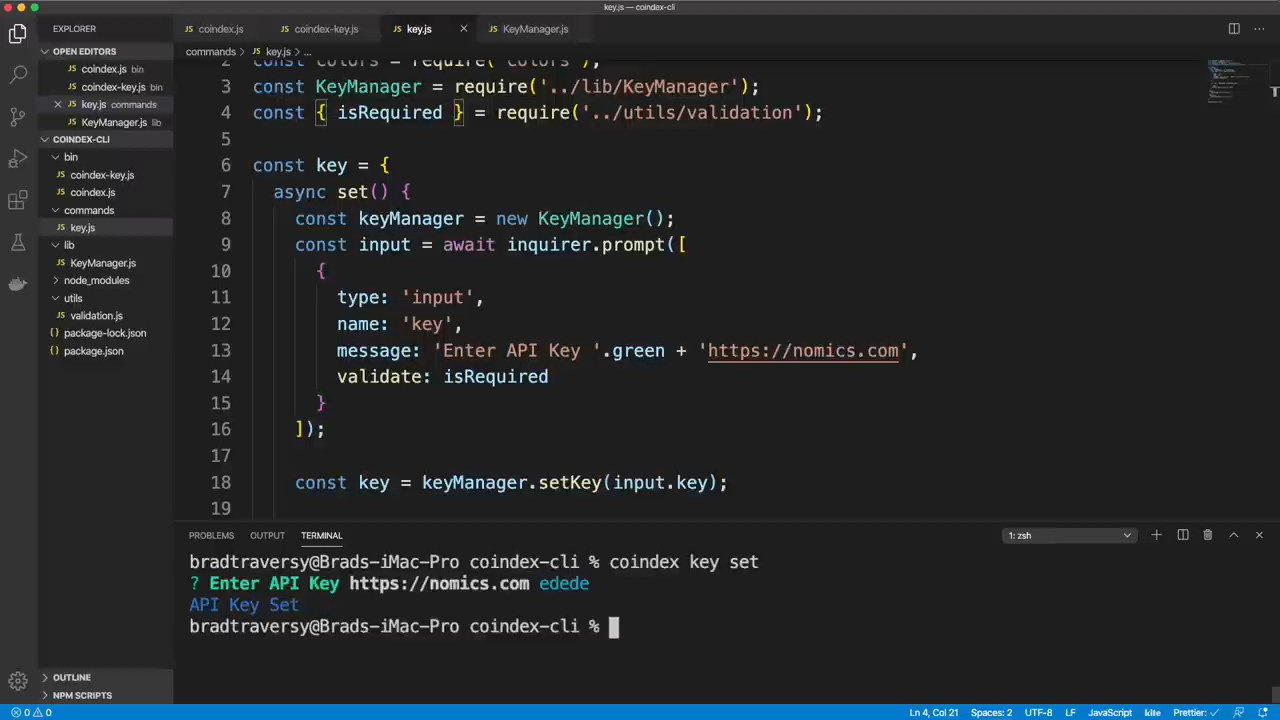 key.js — coindex-cli
EXPLORER
OPEN EDITORS
coindex.js bin
coindex-key.js bin
key.js commands
KeyManager.js lib
COINDEX-CLI
bin
coindex-key.js
coindex.js
commands
key.js
lib
KeyManager.js
node_modules
utils
validation.js
package-lock.json
package.json
OUTLINE
NPM SCRIPTS
coindex.js
coindex-key.js
key.js
KeyManager.js
commands > key.js > ...
2 const colors = require('colors');
3 const KeyManager = require('../lib/KeyManager');
4 const { isRequired } = require('../utils/validation');
5
6 const key = {
7 async set() {
8 const keyManager = new KeyManager();
9 const input = await inquirer.prompt([
10 {
11 type: 'input',
12 name: 'key',
13 message: 'Enter API Key '.green + 'https://nomics.com',
14 validate: isRequired
15 }
16 ]);
17
18 const key = keyManager.setKey(input.key);
19
PROBLEMS OUTPUT TERMINAL
1: zsh
bradtraversy@Brads-iMac-Pro coindex-cli % coindex key set
? Enter API Key https://nomics.com edede
API Key Set
bradtraversy@Brads-iMac-Pro coindex-cli %
0 0 Ln 4, Col 21 Spaces: 2 UTF-8 LF JavaScript kite Prettier: ✓